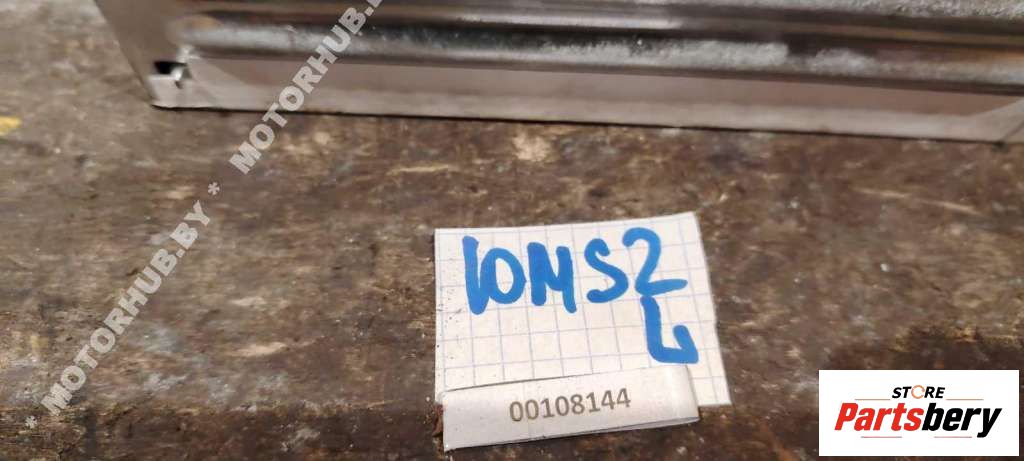 * MOTORHUB.BY * MOTORHUB.BY
10MS2
L
00108144
STORE
Partsbery